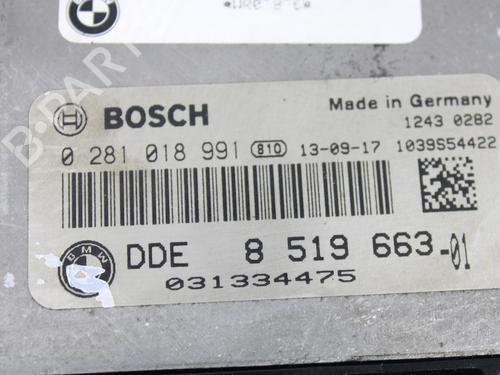 BOSCH
Made in Germany
1243 0282
0 281 018 991 810 13-09-17 1039S54422
BMW
DDE 8 519 663-01
031334475
B-PARTS